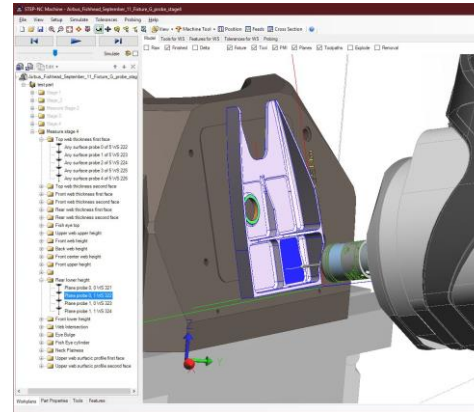 STEP-NC Machine - Airbus_Fishhead_September_11_Fixture_G_probe_stage4
File View Setup Simulate Tolerances Probing Help
View Machine Tool Position Feeds Cross Section
Model Tools for WS Features for WS Tolerances for WS Probing
Raw Finished Delta Fixture Tool PMI Planes Toolpaths Explode Removal
Simulate
Airbus_Fishhead_September_11_Fixture_G_probe_stag
test part
Stage 1
Stage 2
Measure Stage 2
Stage 3
Stage 4
Measure stage 4
Top web thickness first face
Any surface probe 0 of 5 WS 222
Any surface probe 1 of 5 WS 223
Any surface probe 2 of 5 WS 224
Any surface probe 3 of 5 WS 225
Any surface probe 4 of 5 WS 226
Top web thickness second face
Front web thickness first face
Rear web thickness first face
Rear web thickness second face
Fish eye top
Upper web upper height
Front web height
Back web height
Front center web height
Front upper height
Rear lower height
Plane probe 0, 0 WS 321
Plane probe 0, 1 WS 322
Plane probe 1, 0 WS 323
Plane probe 1, 1 WS 324
Front lower height
Web Intersection
Eye Bulge
Fish Eye cylinder
Neck Flatness
Upper web surface profile first face
Upper web surface profile second face
Workplans Part Properties Tools Features
Z
Y